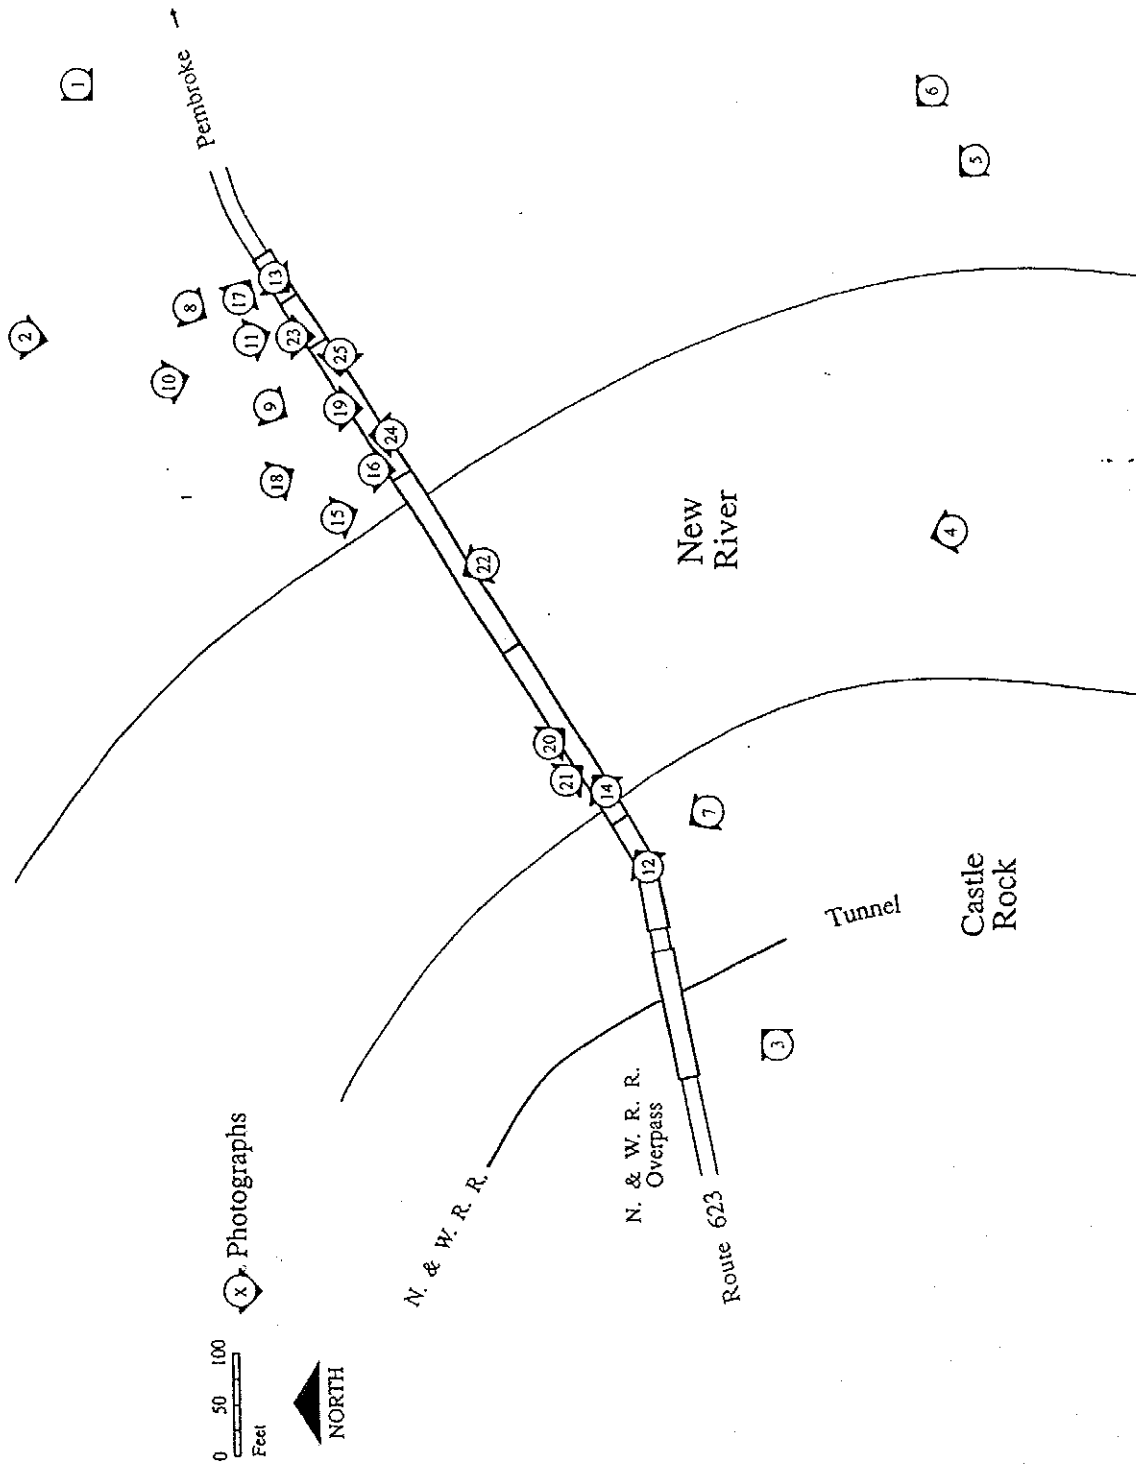 Pembroke →
1
2
8
17
13
11
23
10
25
9
19
18
24
16
15
22
6
5
New
River
4
20
21
14
7
12
Tunnel
Castle
Rock
3
N. & W. R. R.
Overpass
N. & W. R. R.
Route 623
X Photographs
0 50 100
Feet
NORTH